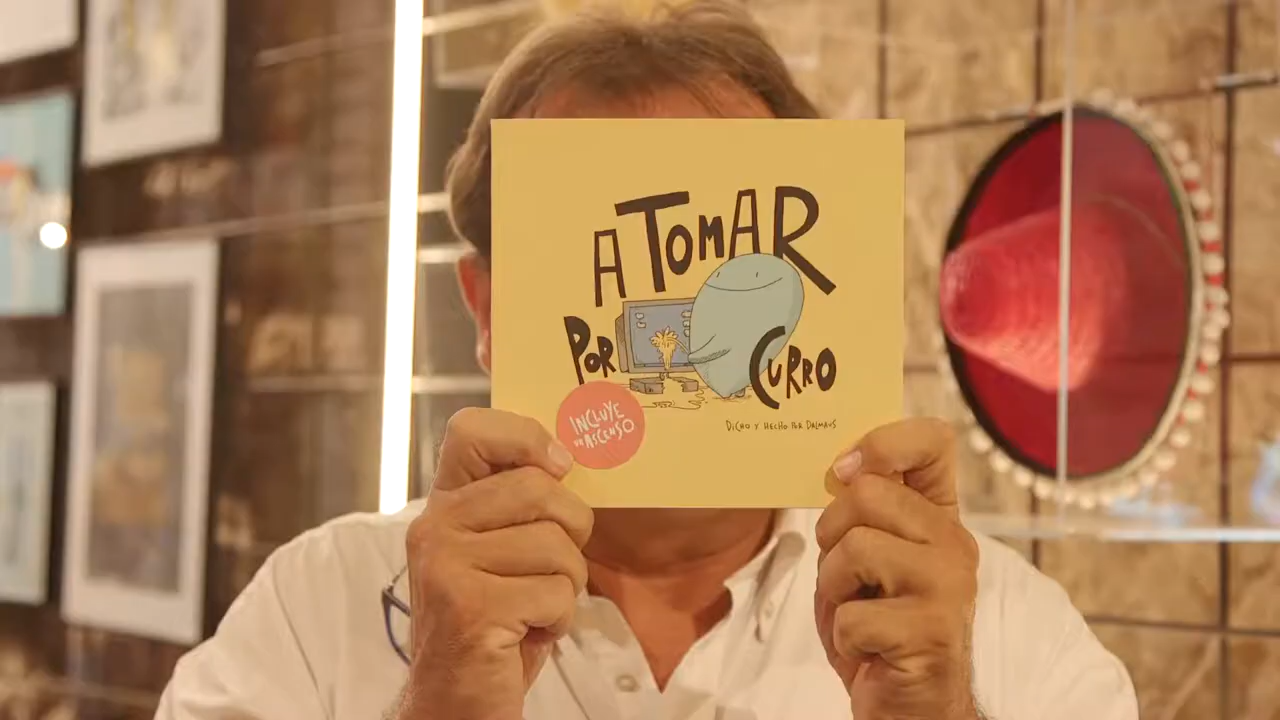 A TOMAR
POR CURRO
INCLUYE
UN ASCENSO
DICHO Y HECHO POR DALMAUS